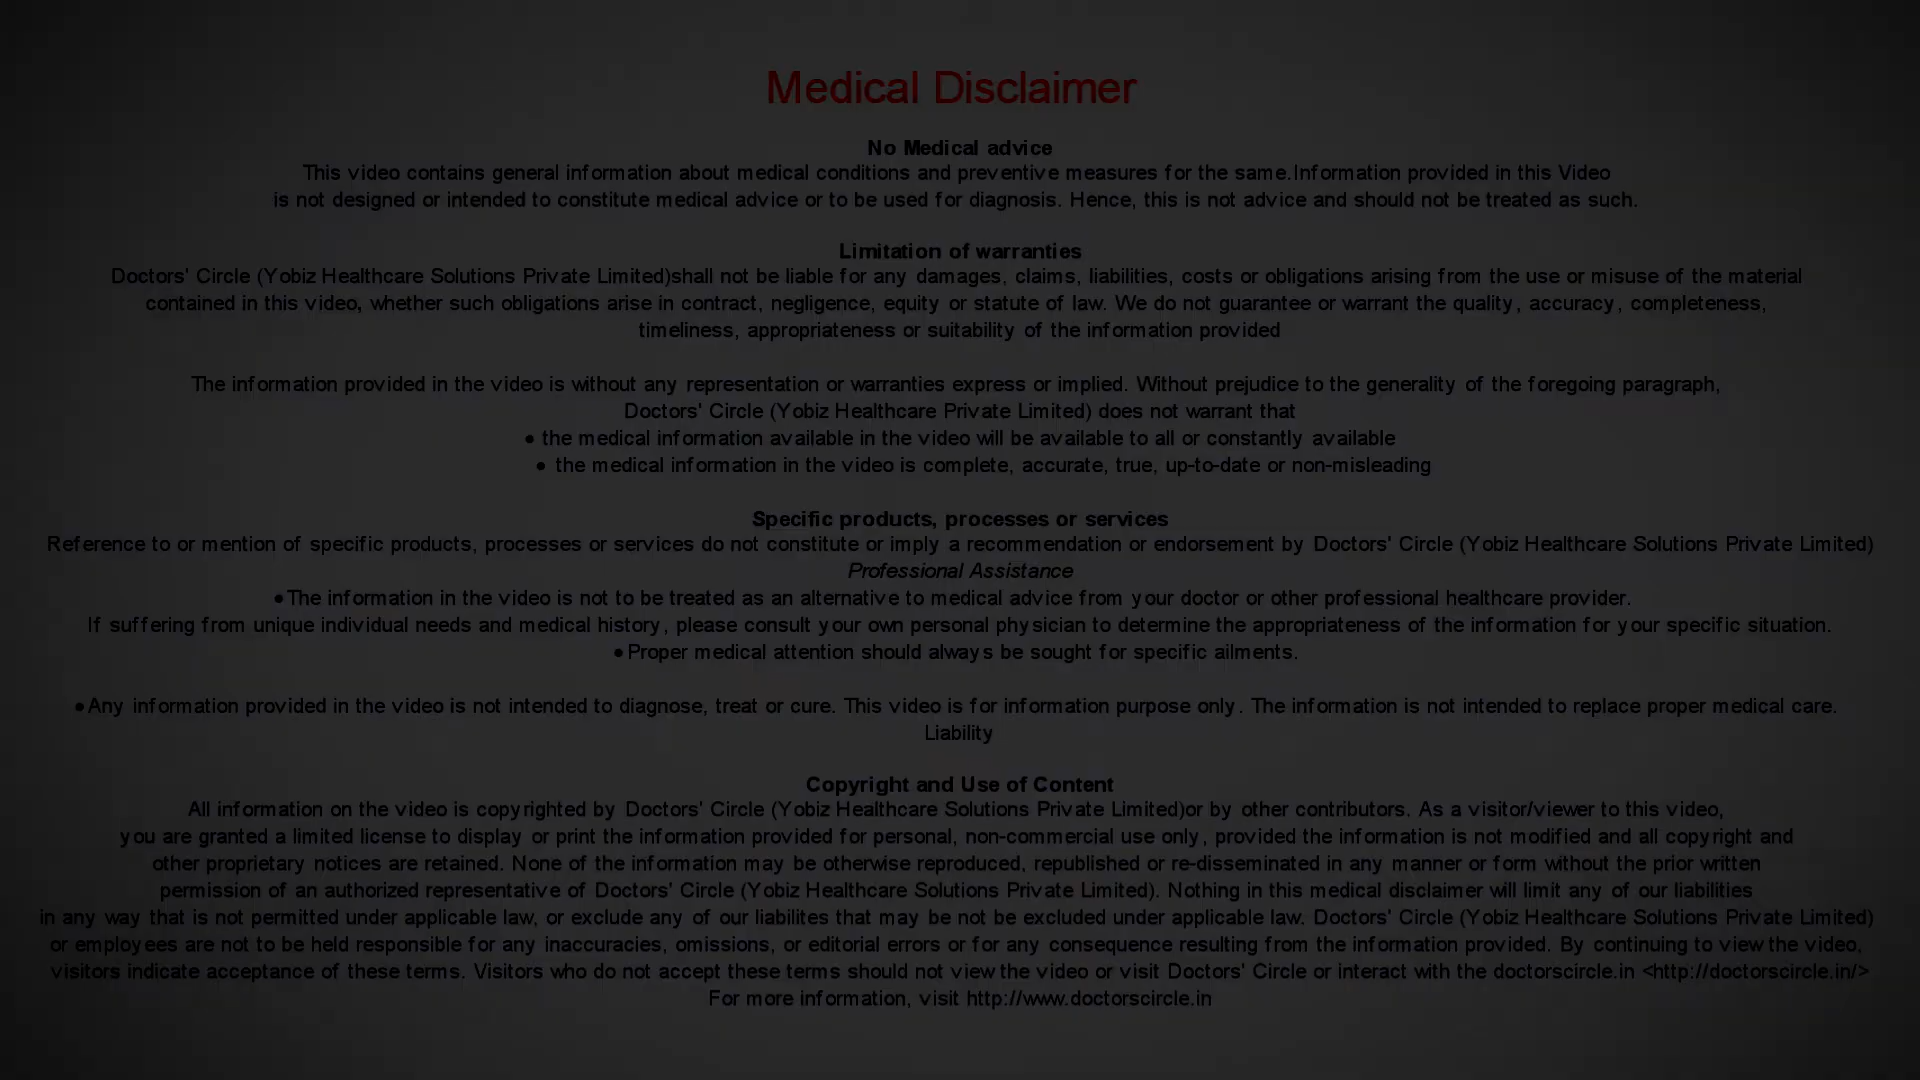 Medical Disclaimer
No Medical advice
This video contains general information about medical conditions and preventive measures for the same.Information provided in this Video
is not designed or intended to constitute medical advice or to be used for diagnosis. Hence, this is not advice and should not be treated as such.
Limitation of warranties
Doctors' Circle (Yobiz Healthcare Solutions Private Limited)shall not be liable for any damages, claims, liabilities, costs or obligations arising from the use or misuse of the material
contained in this video, whether such obligations arise in contract, negligence, equity or statute of law. We do not guarantee or warrant the quality, accuracy, completeness,
timeliness, appropriateness or suitability of the information provided
The information provided in the video is without any representation or warranties express or implied. Without prejudice to the generality of the foregoing paragraph,
Doctors' Circle (Yobiz Healthcare Private Limited) does not warrant that
• the medical information available in the video will be available to all or constantly available
• the medical information in the video is complete, accurate, true, up-to-date or non-misleading
Specific products, processes or services
Reference to or mention of specific products, processes or services do not constitute or imply a recommendation or endorsement by Doctors' Circle (Yobiz Healthcare Solutions Private Limited)
Professional Assistance
•The information in the video is not to be treated as an alternative to medical advice from your doctor or other professional healthcare provider.
If suffering from unique individual needs and medical history, please consult your own personal physician to determine the appropriateness of the information for your specific situation.
•Proper medical attention should always be sought for specific ailments.
•Any information provided in the video is not intended to diagnose, treat or cure. This video is for information purpose only. The information is not intended to replace proper medical care.
Liability
Copyright and Use of Content
All information on the video is copyrighted by Doctors' Circle (Yobiz Healthcare Solutions Private Limited)or by other contributors. As a visitor/viewer to this video,
you are granted a limited license to display or print the information provided for personal, non-commercial use only, provided the information is not modified and all copyright and
other proprietary notices are retained. None of the information may be otherwise reproduced, republished or re-disseminated in any manner or form without the prior written
permission of an authorized representative of Doctors' Circle (Yobiz Healthcare Solutions Private Limited). Nothing in this medical disclaimer will limit any of our liabilities
in any way that is not permitted under applicable law, or exclude any of our liabilites that may be not be excluded under applicable law. Doctors' Circle (Yobiz Healthcare Solutions Private Limited)
or employees are not to be held responsible for any inaccuracies, omissions, or editorial errors or for any consequence resulting from the information provided. By continuing to view the video,
visitors indicate acceptance of these terms. Visitors who do not accept these terms should not view the video or visit Doctors' Circle or interact with the doctorscircle.in <http://doctorscircle.in/>
For more information, visit http://www.doctorscircle.in